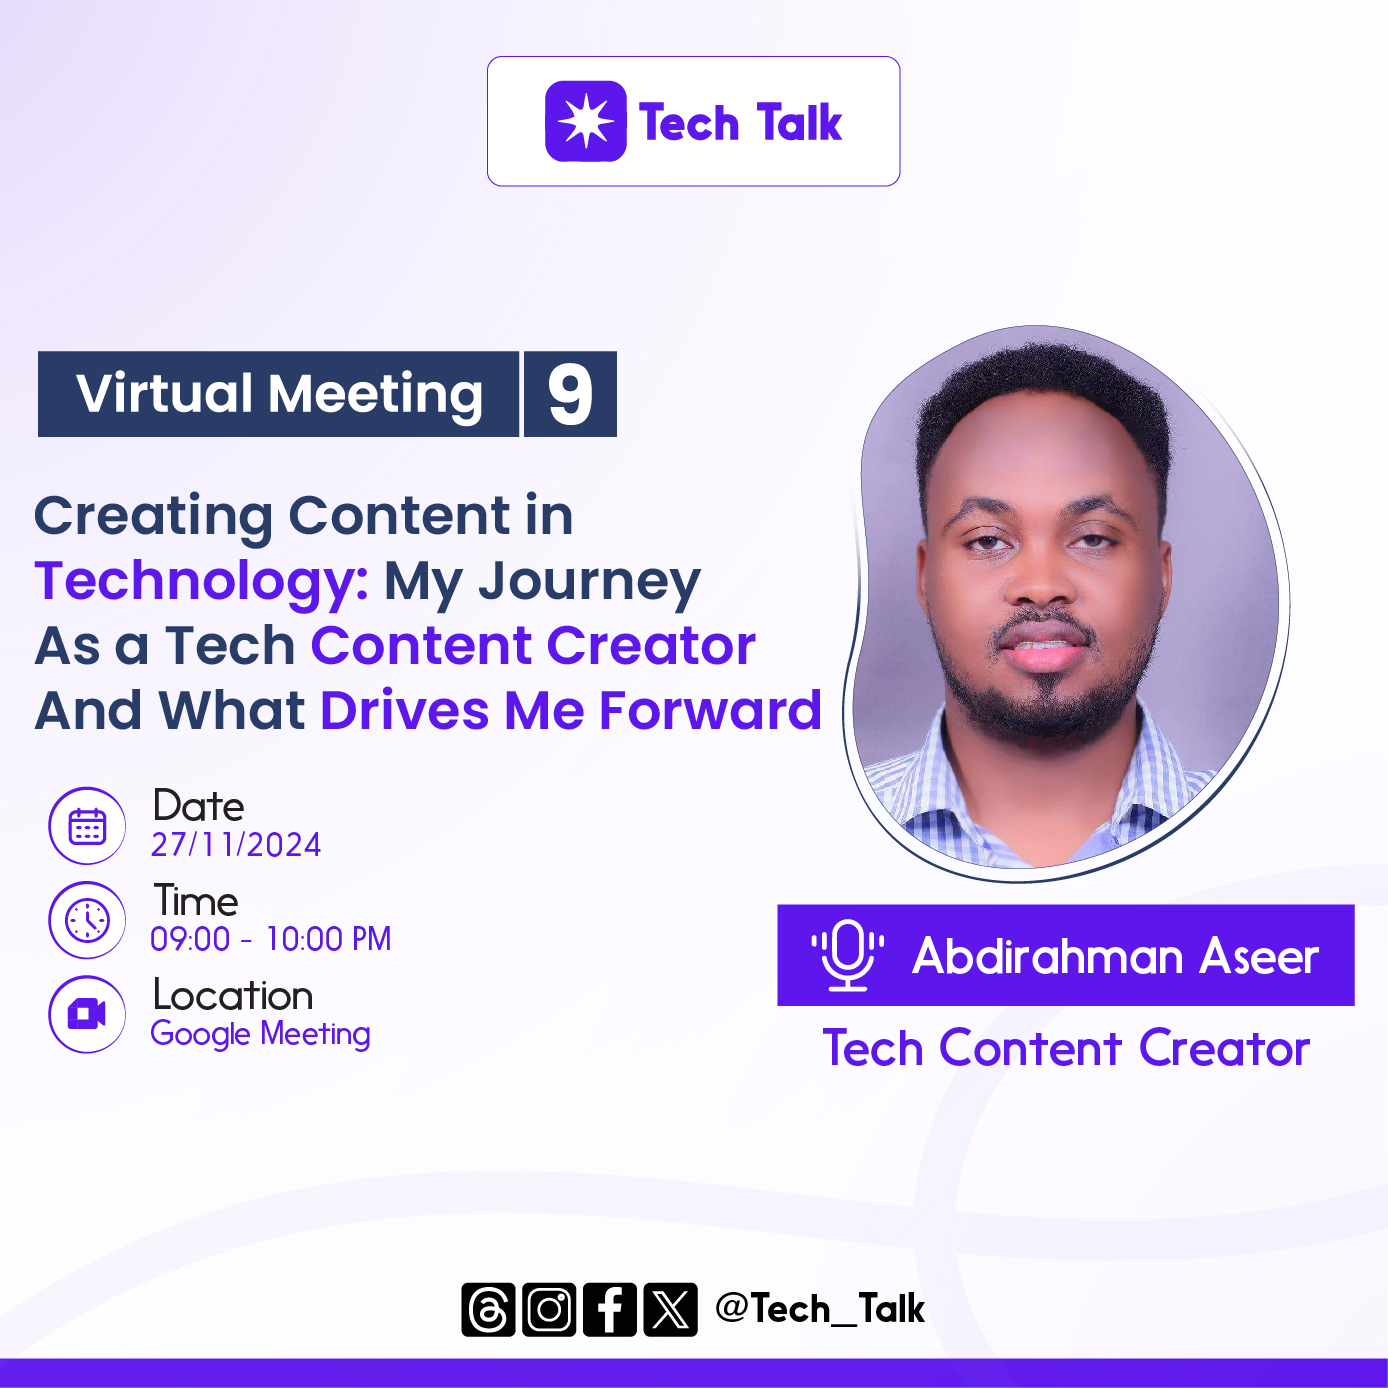 Tech Talk
Virtual Meeting 9
Creating Content in
Technology: My Journey
As a Tech Content Creator
And What Drives Me Forward
Date
27/11/2024
Time
09:00 - 10:00 PM
Location
Google Meeting
Abdirahman Aseer
Tech Content Creator
@Tech_Talk